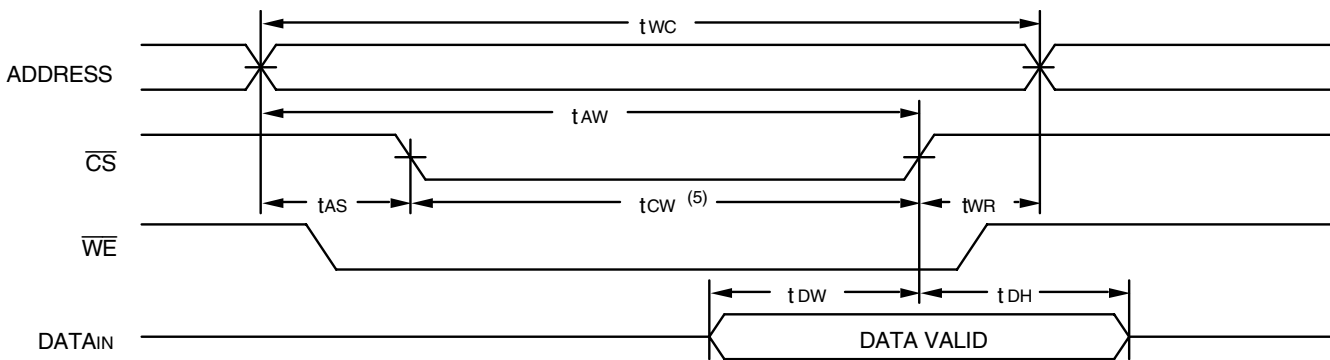 tWC
ADDRESS
tAW
CS
tAS
tCW (5)
tWR
WE
tDW
tDH
DATAIN
DATA VALID